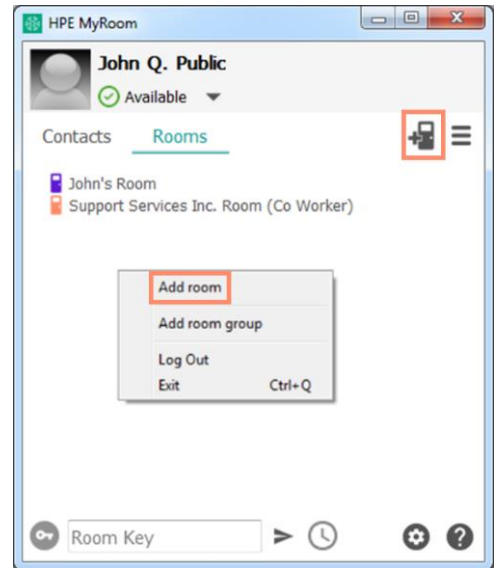 HPE MyRoom
John Q. Public
Available
Contacts Rooms
John's Room
Support Services Inc. Room (Co Worker)
Add room
Add room group
Log Out
Exit Ctrl+Q
Room Key